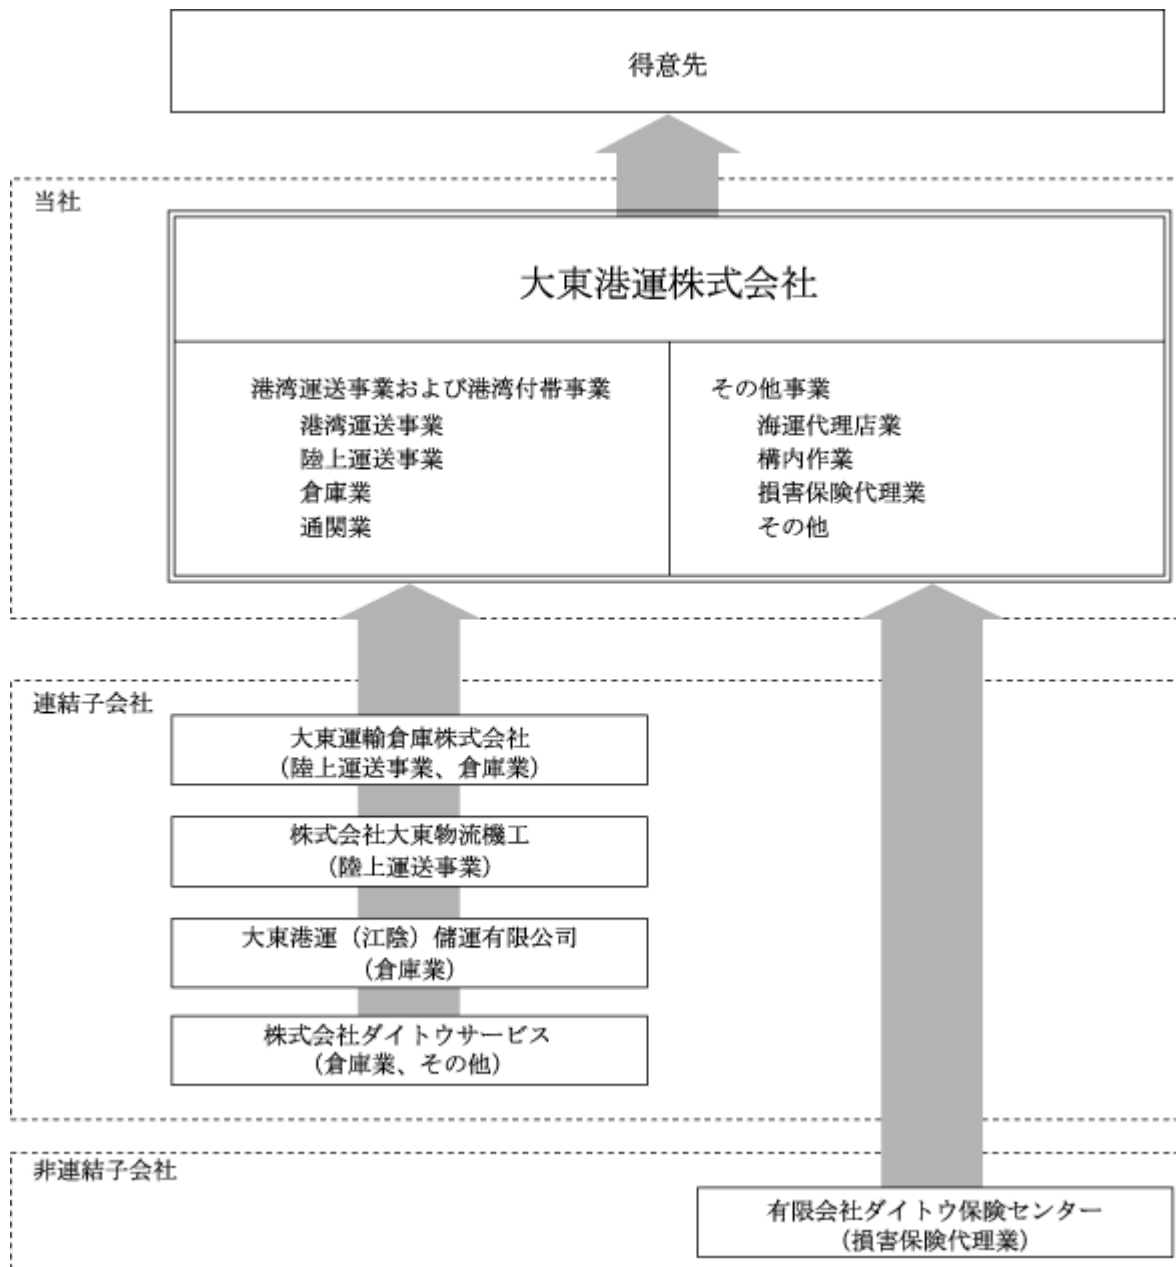 得意先
当社
大東港運株式会社
港湾運送事業および港湾付帯事業
港湾運送事業
陸上運送事業
倉庫業
通関業
その他事業
海運代理店業
構内作業
損害保険代理業
その他
連結子会社
大東運輸倉庫株式会社
（陸上運送事業、倉庫業）
株式会社大東物流機工
（陸上運送事業）
大東港運（江陰）儲運有限公司
（倉庫業）
株式会社ダイトウサービス
（倉庫業、その他）
非連結子会社
有限会社ダイトウ保険センター
（損害保険代理業）